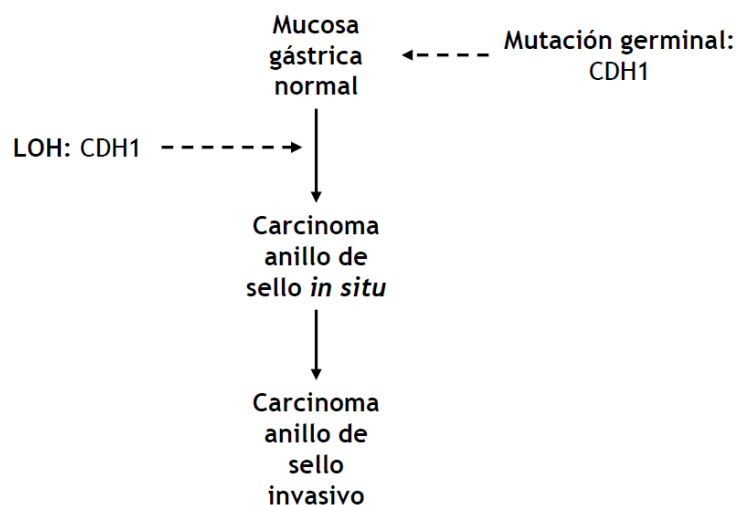 Mucosa
gástrica
normal
Mutación germinal:
CDH1
LOH: CDH1
Carcinoma
anillo de
sello in situ
Carcinoma
anillo de
sello
invasivo